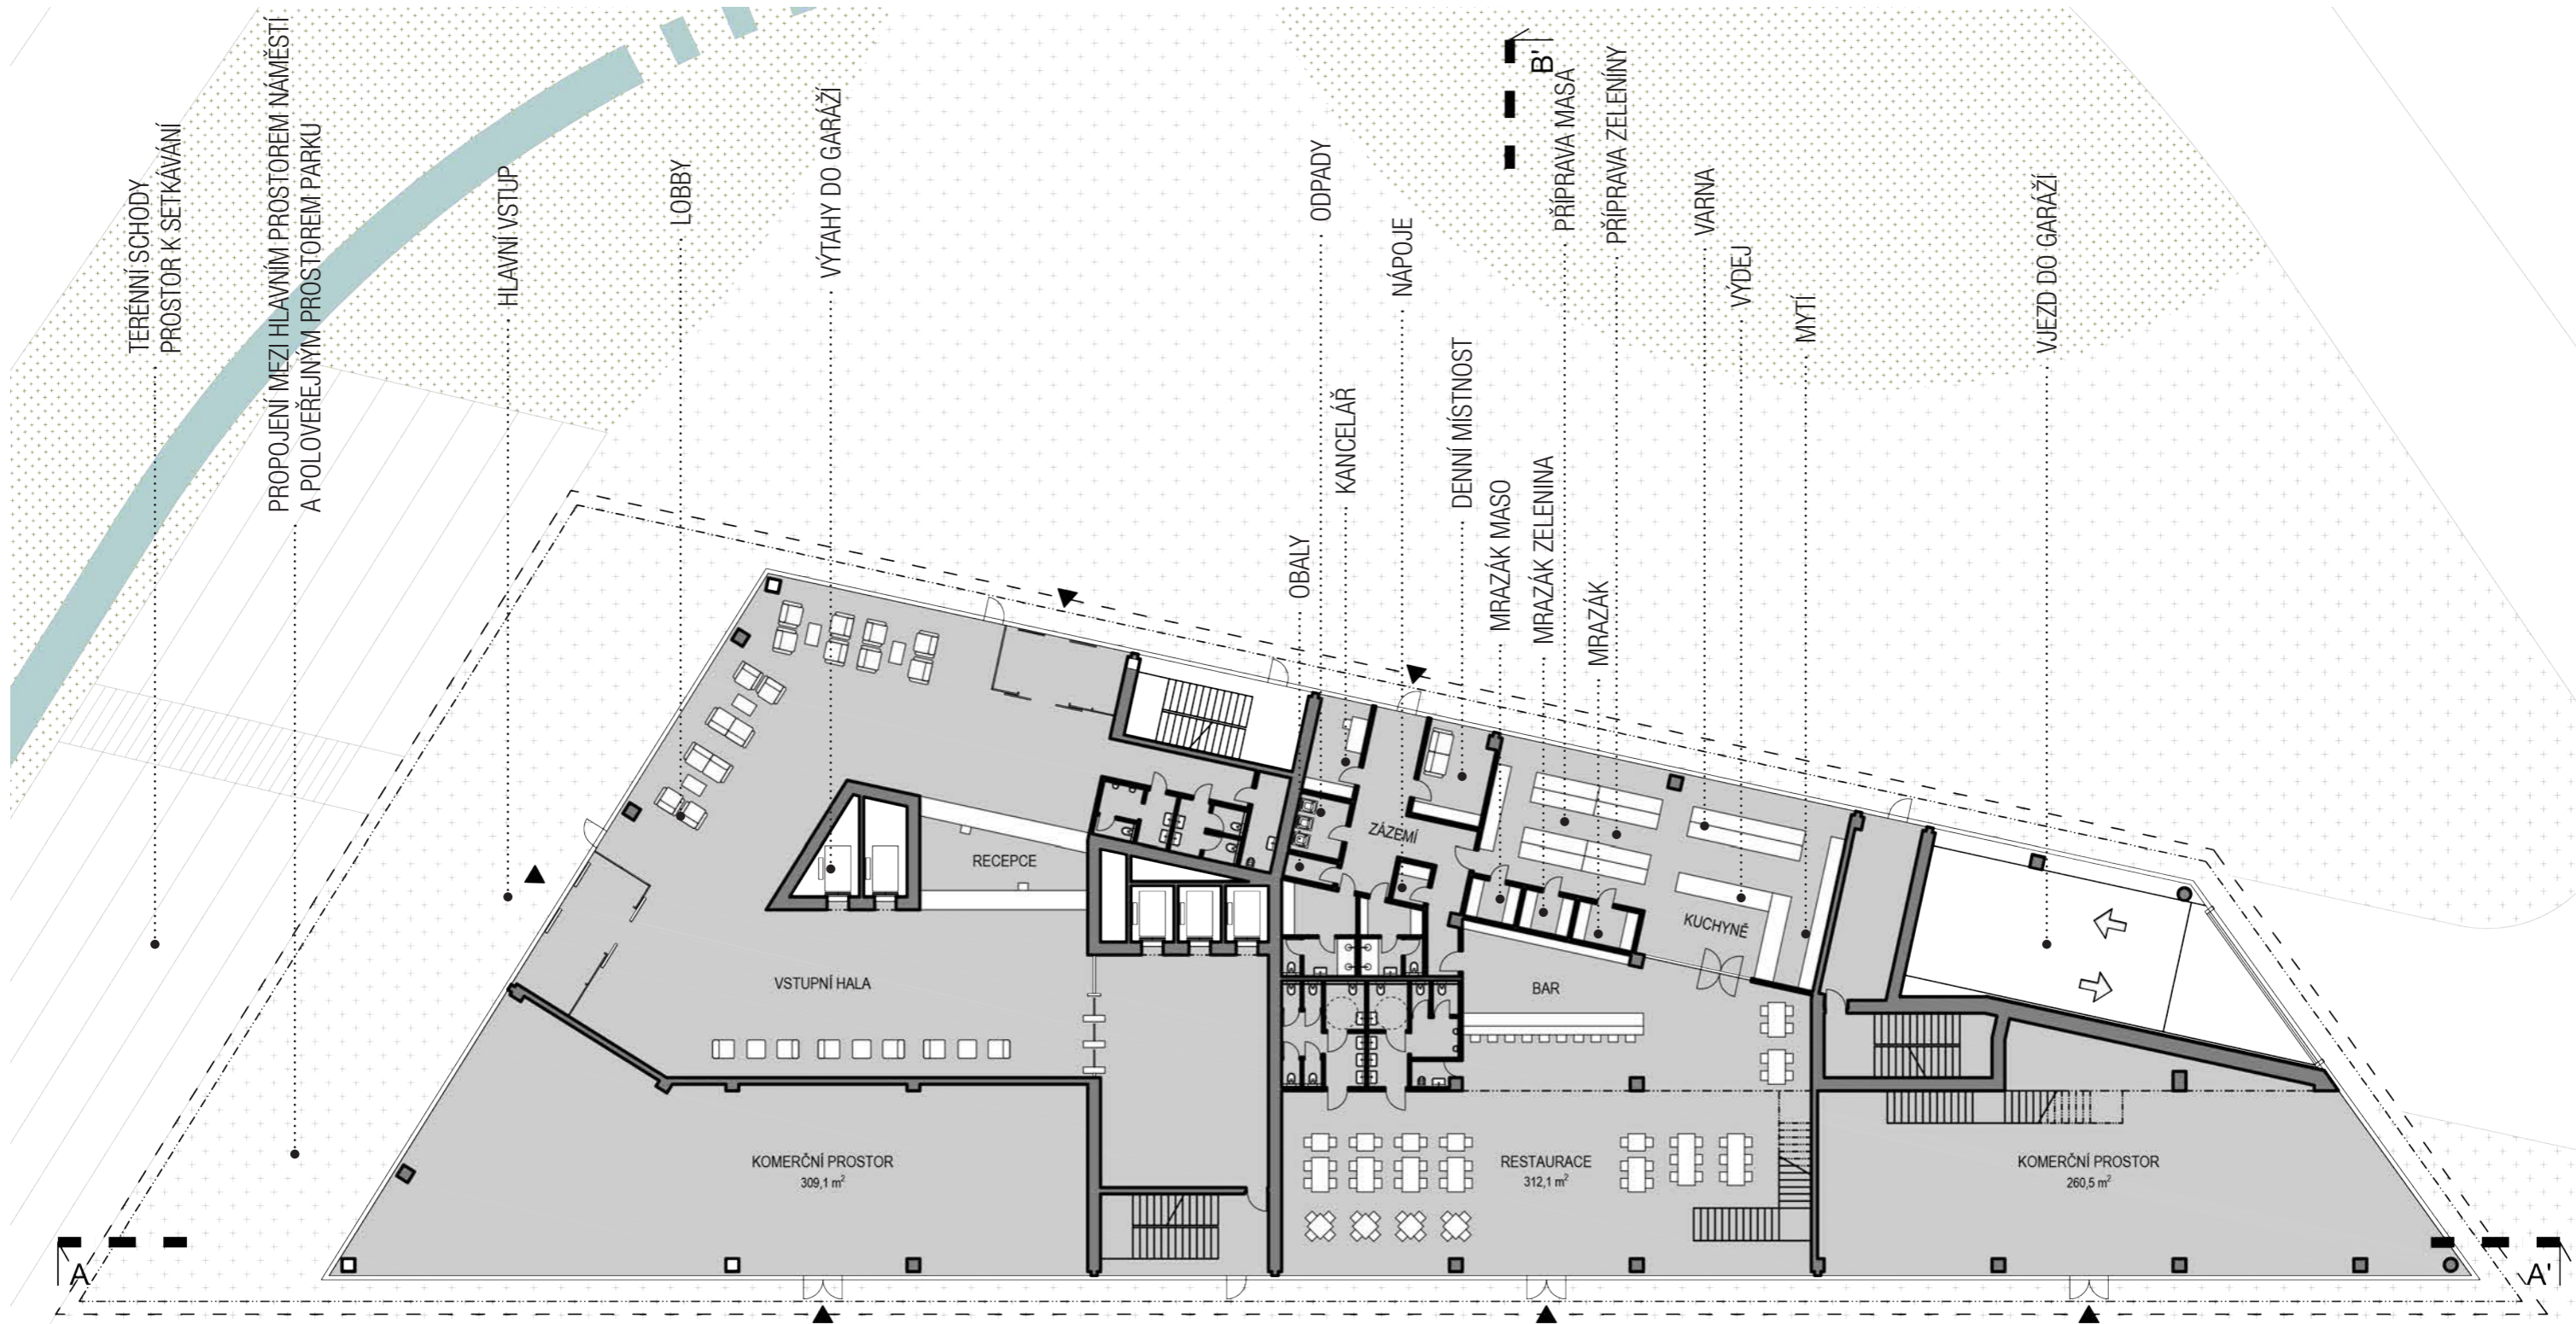 TERÉNNÍ SCHODY
PROSTOR K SETKÁVÁNÍ
PROPOJENÍ MEZI HLAVNÍM PROSTOREM NÁMĚSTÍ
A POLOVEŘEJNÝM PROSTOREM PARKU
HLAVNÍ VSTUP
LOBBY
VÝTAHY DO GARÁŽÍ
OBALY
ODPADY
KANCELÁŘ
NÁPOJE
DENNÍ MÍSTNOST
MRAZÁK MASO
MRAZÁK ZELENINA
PŘÍPRAVA MASA
MRAZÁK
PŘÍPRAVA ZELENÍNY
VARNA
VÝDEJ
MYTÍ
VJEZD DO GARÁŽÍ
B'
ZÁZEMÍ
RECEPCE
KUCHYNĚ
VSTUPNÍ HALA
BAR
KOMERČNÍ PROSTOR
309,1 m²
RESTAURACE
312,1 m²
KOMERČNÍ PROSTOR
260,5 m²
A
A'